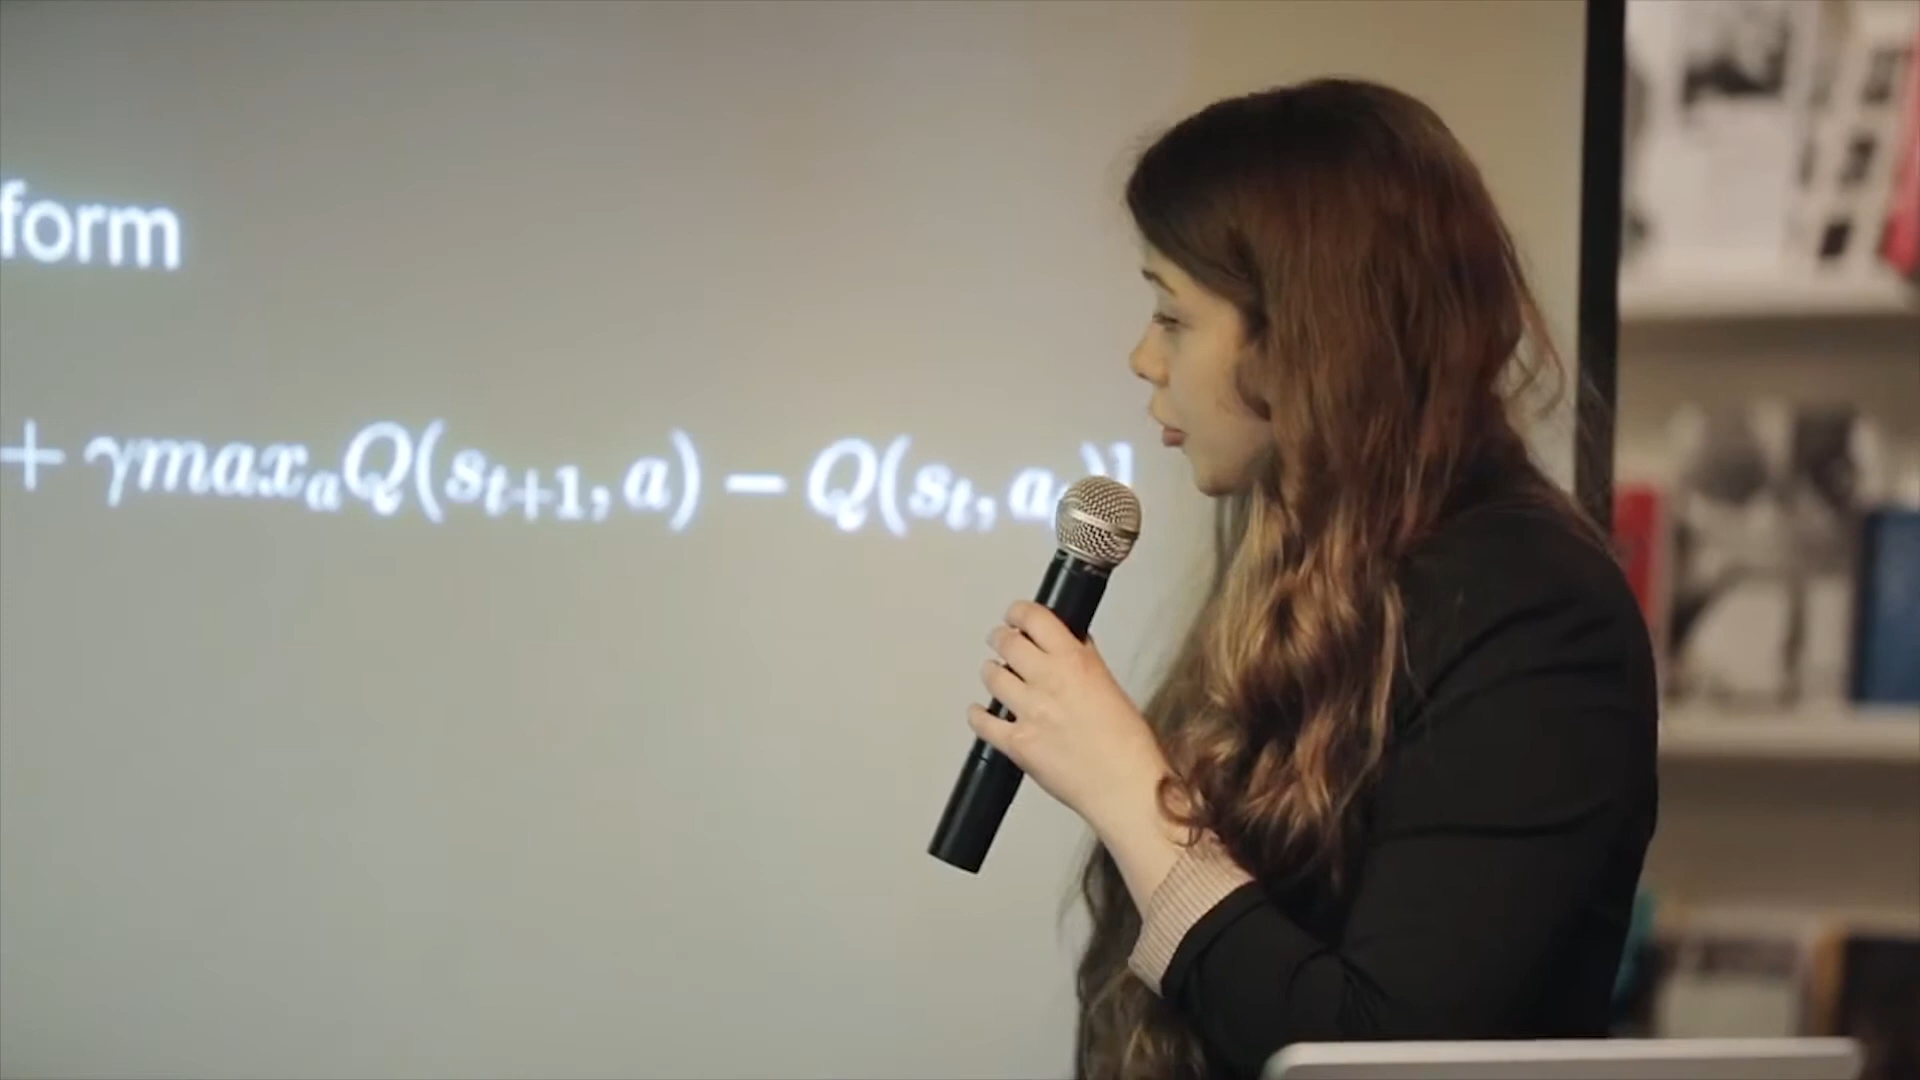 form
+ γmaxₐQ(sₜ₊₁, a) − Q(sₜ, a